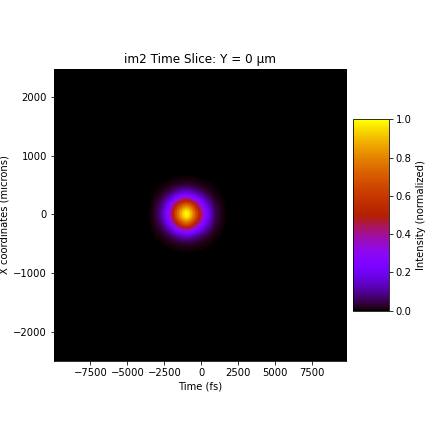 im2 Time Slice: Y = 0 μm
2000
1000
0
−1000
−2000
X coordinates (microns)
−7500 −5000 −2500 0 2500 5000 7500
Time (fs)
1.0
0.8
0.6
0.4
0.2
0.0
Intensity (normalized)